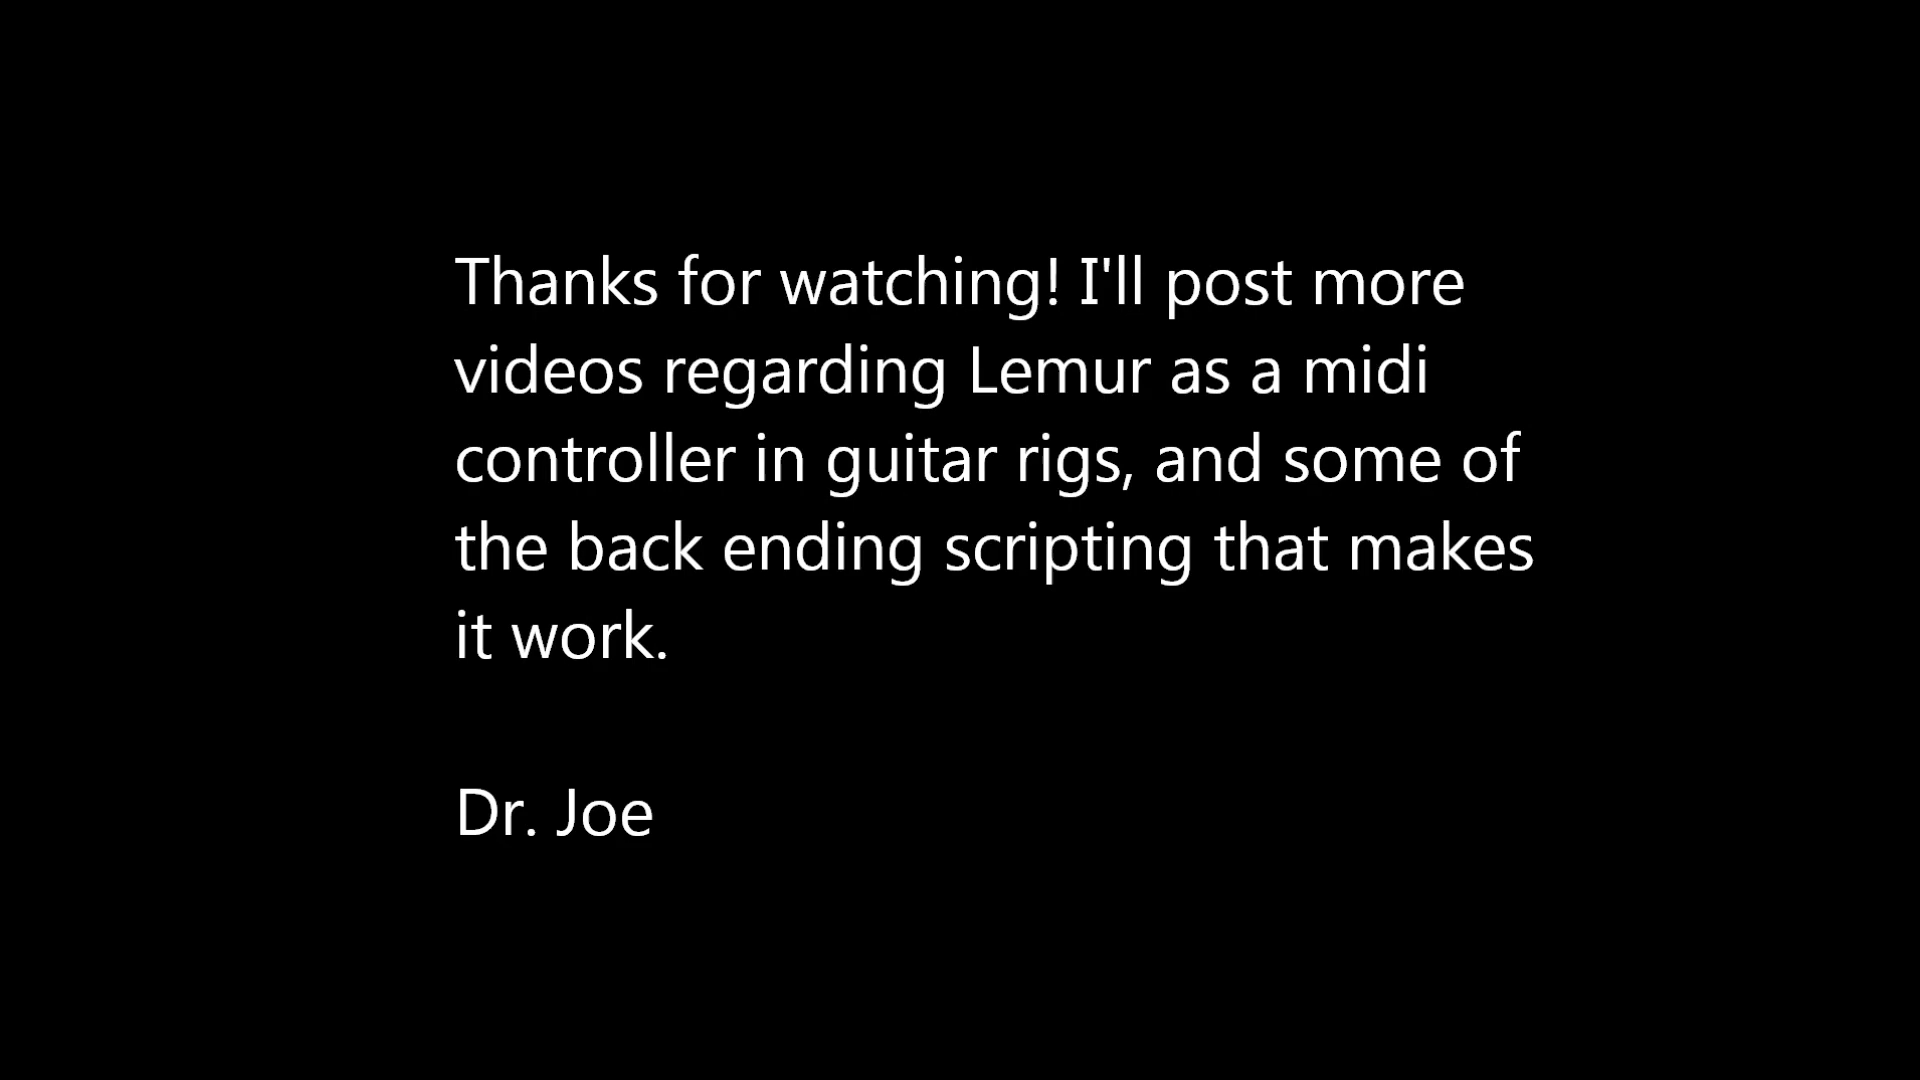 Thanks for watching! I'll post more
videos regarding Lemur as a midi
controller in guitar rigs, and some of
the back ending scripting that makes
it work.
Dr. Joe